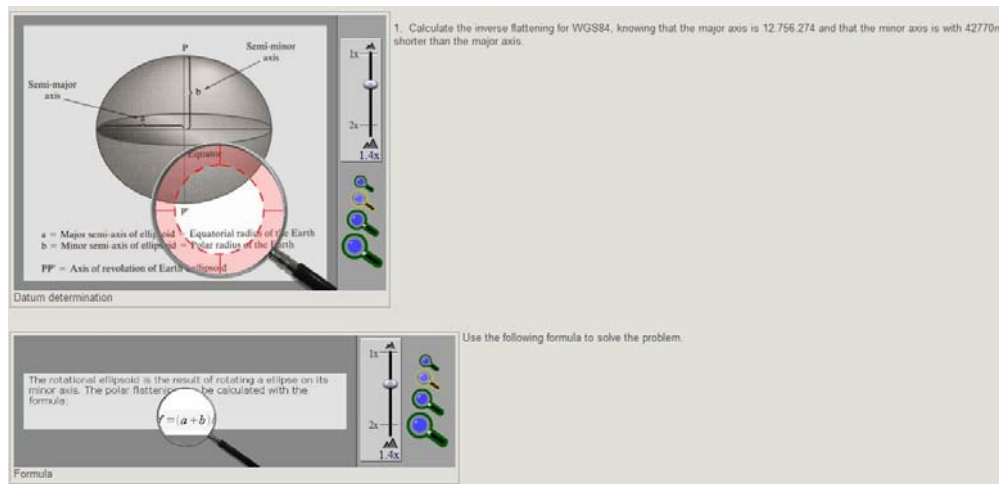 1. Calculate the inverse flattening for WGS84, knowing that the major axis is 12.756.274 and that the minor axis is with 42770m
shorter than the major axis.
P
Semi-minor
axis
Semi-major
axis
b
a
Equator
P'
a = Major semi-axis of ellipsoid = Equatorial radius of the Earth
b = Minor semi-axis of ellipsoid = Polar radius of the Earth
PP' = Axis of revolution of Earth ellipsoid
1x
2x
1.4x
Datum determination
Use the following formula to solve the problem.
The rotational ellipsoid is the result of rotating a ellipse on its
minor axis. The polar flattening be calculated with the
formula:
f=(a+b)
1x
2x
1.4x
Formula